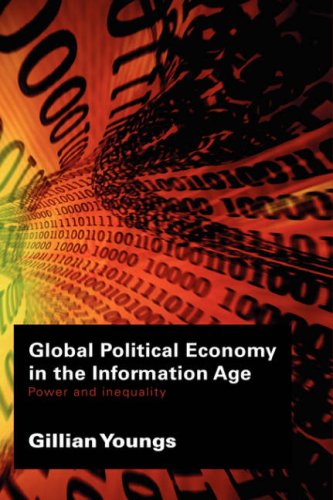 Global Political Economy
in the Information Age
Power and inequality
Gillian Youngs